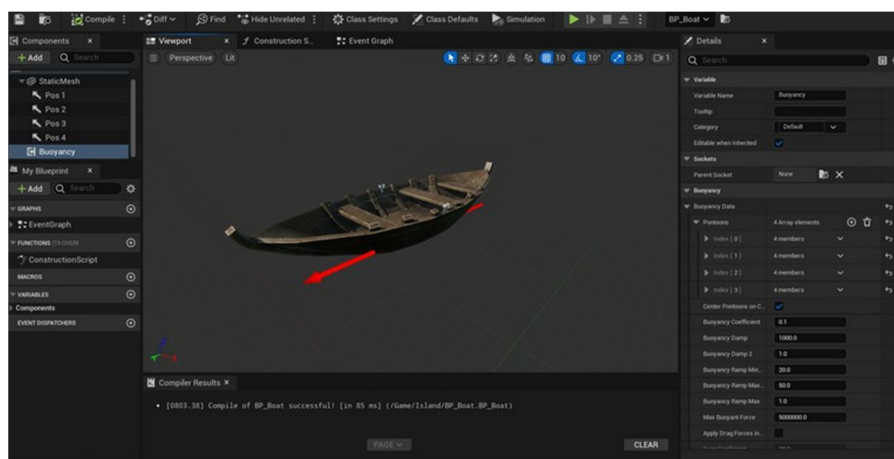 Compile
Diff
Find
Hide Unrelated
Class Settings
Class Defaults
Simulation
BP_Boat
Components
+ Add
Search
StaticMesh
Pos 1
Pos 2
Pos 3
Pos 4
Buoyancy
My Blueprint
+ Add
Search
GRAPHS
EventGraph
FUNCTIONS
ConstructionScript
MACROS
VARIABLES
Components
EVENT DISPATCHERS
Viewport
Construction S...
Event Graph
Perspective
Lit
10
10°
0.25
1
X
Compiler Results
[0803.38] Compile of BP_Boat successful! [in 85 ms] (/Game/Island/BP_Boat.BP_Boat)
PAGE
CLEAR
Details
Search
Variable
Variable Name Buoyancy
Tooltip
Category Default
Editable when Inherited
Sockets
Parent Socket None
Buoyancy
Buoyancy Data
Pontoons 4 Array elements
Index [ 0 ] 4 members
Index [ 1 ] 4 members
Index [ 2 ] 4 members
Index [ 3 ] 4 members
Center Pontoons on C...
Buoyancy Coefficient 0.1
Buoyancy Damp 1000.0
Buoyancy Damp 2 1.0
Buoyancy Ramp Min... 20.0
Buoyancy Ramp Max... 50.0
Buoyancy Ramp Max 1.0
Max Buoyant Force 5000000.0
Apply Drag Forces in...